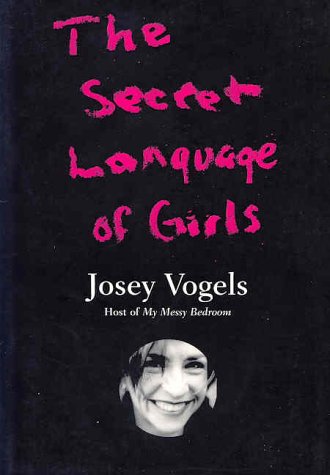 The
Secret
Language
of Girls
Josey Vogels
Host of My Messy Bedroom